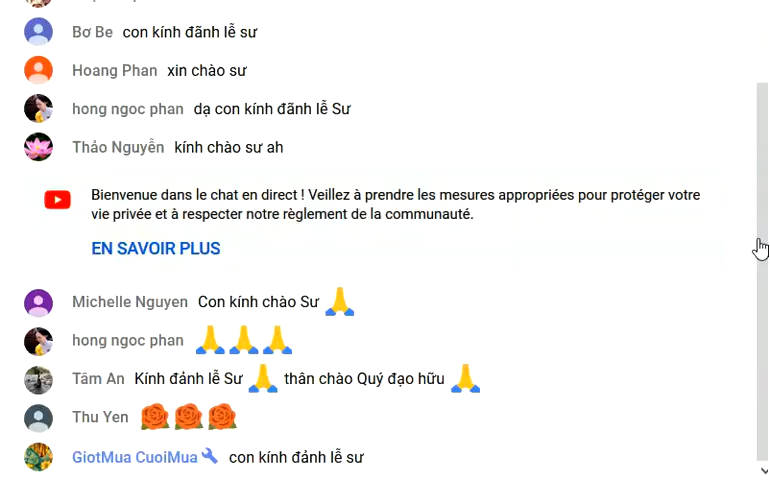 Bơ Be con kính đãnh lễ sư
Hoang Phan xin chào sư
hong ngoc phan dạ con kính đãnh lễ Sư
Thảo Nguyễn kính chào sư ah
Bienvenue dans le chat en direct ! Veillez à prendre les mesures appropriées pour protéger votre
vie privée et à respecter notre règlement de la communauté.
EN SAVOIR PLUS
Michelle Nguyen Con kính chào Sư 🙏
hong ngoc phan 🙏🙏🙏
Tâm An Kính đảnh lễ Sư 🙏 thân chào Quý đạo hữu 🙏
Thu Yen 🌹🌹🌹
GiotMua CuoiMua con kính đảnh lễ sư